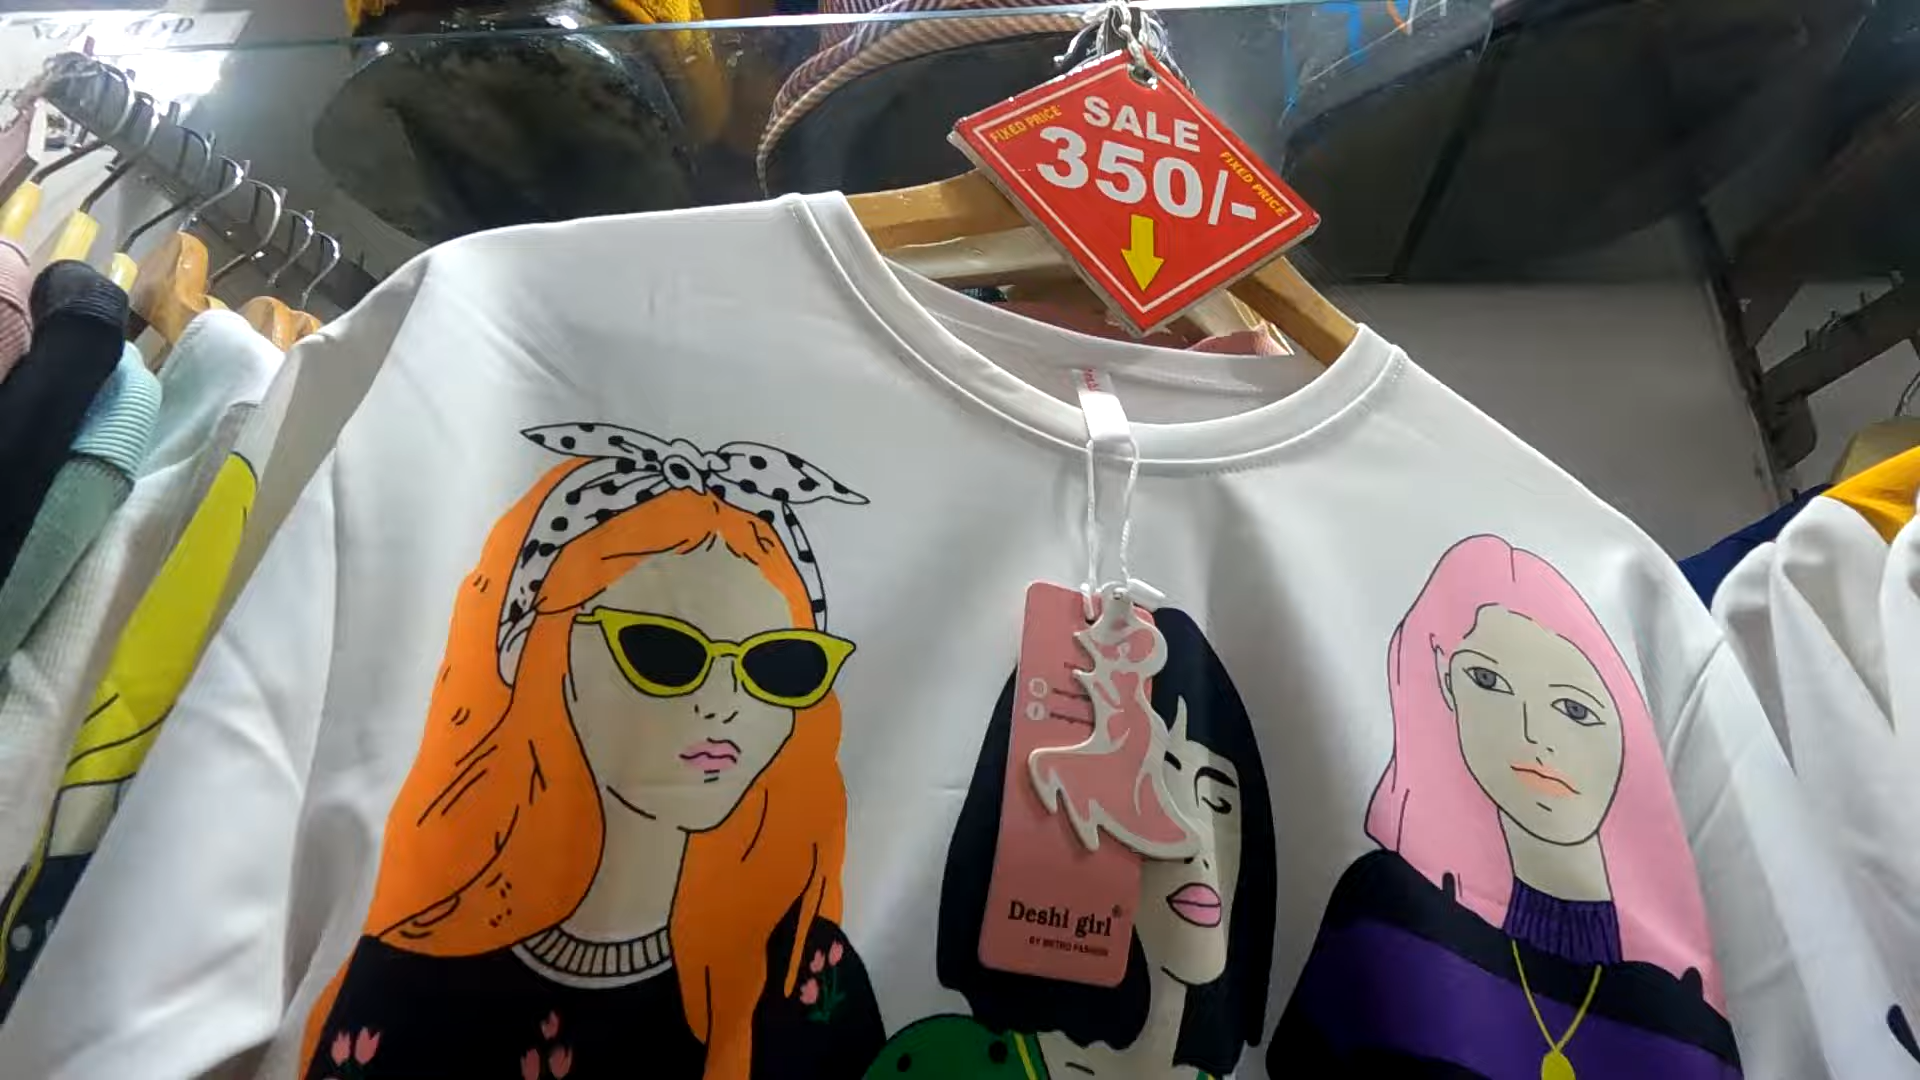 SALE
FIXED PRICE
350/-
FIXED PRICE
Deshi girl®
BY METRO FASHION